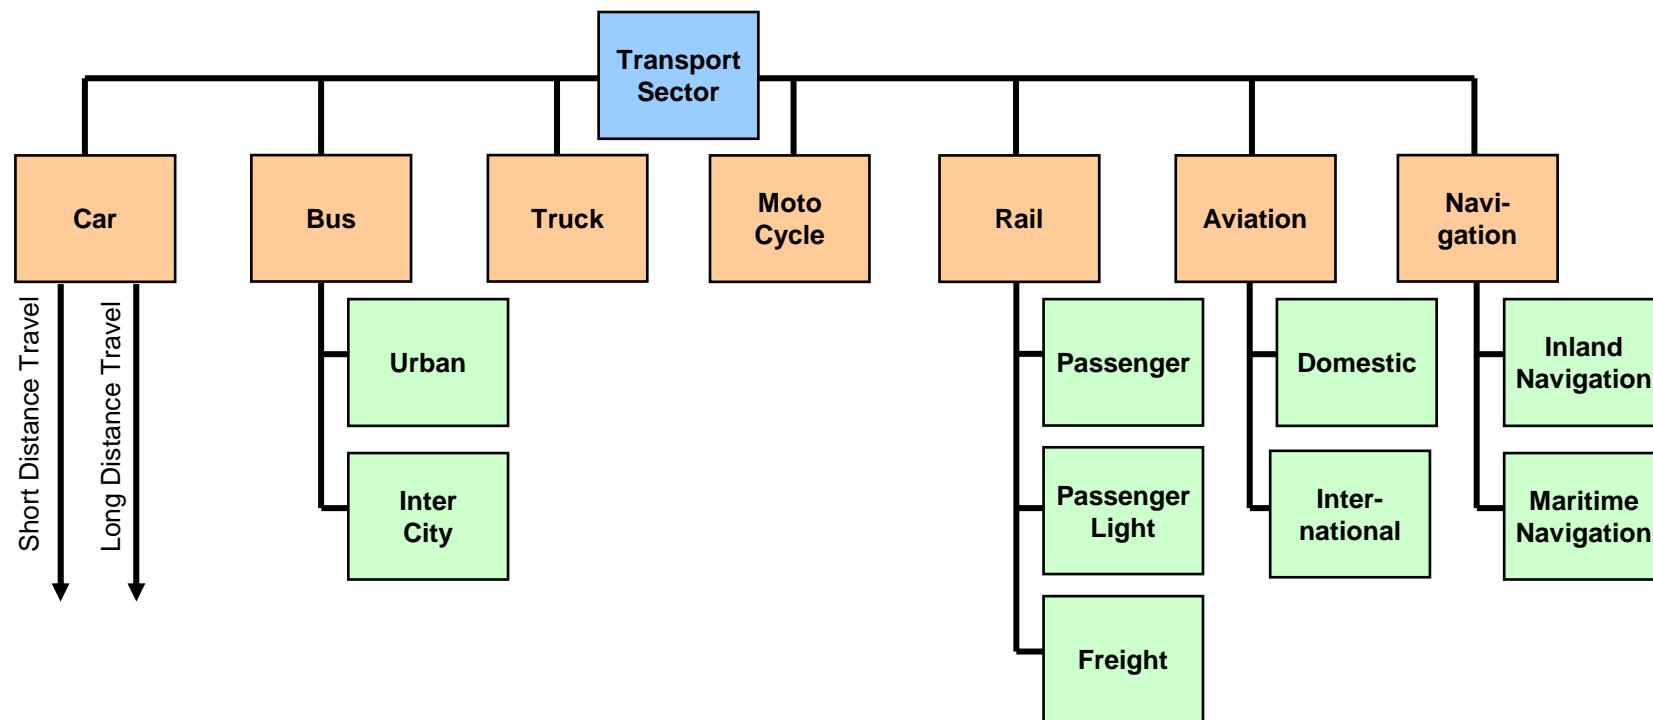 Transport
Sector
Car
Bus
Truck
Moto
Cycle
Rail
Aviation
Navi-
gation
Short Distance Travel
Long Distance Travel
Urban
Inter
City
Passenger
Passenger
Light
Freight
Domestic
Inter-
national
Inland
Navigation
Maritime
Navigation